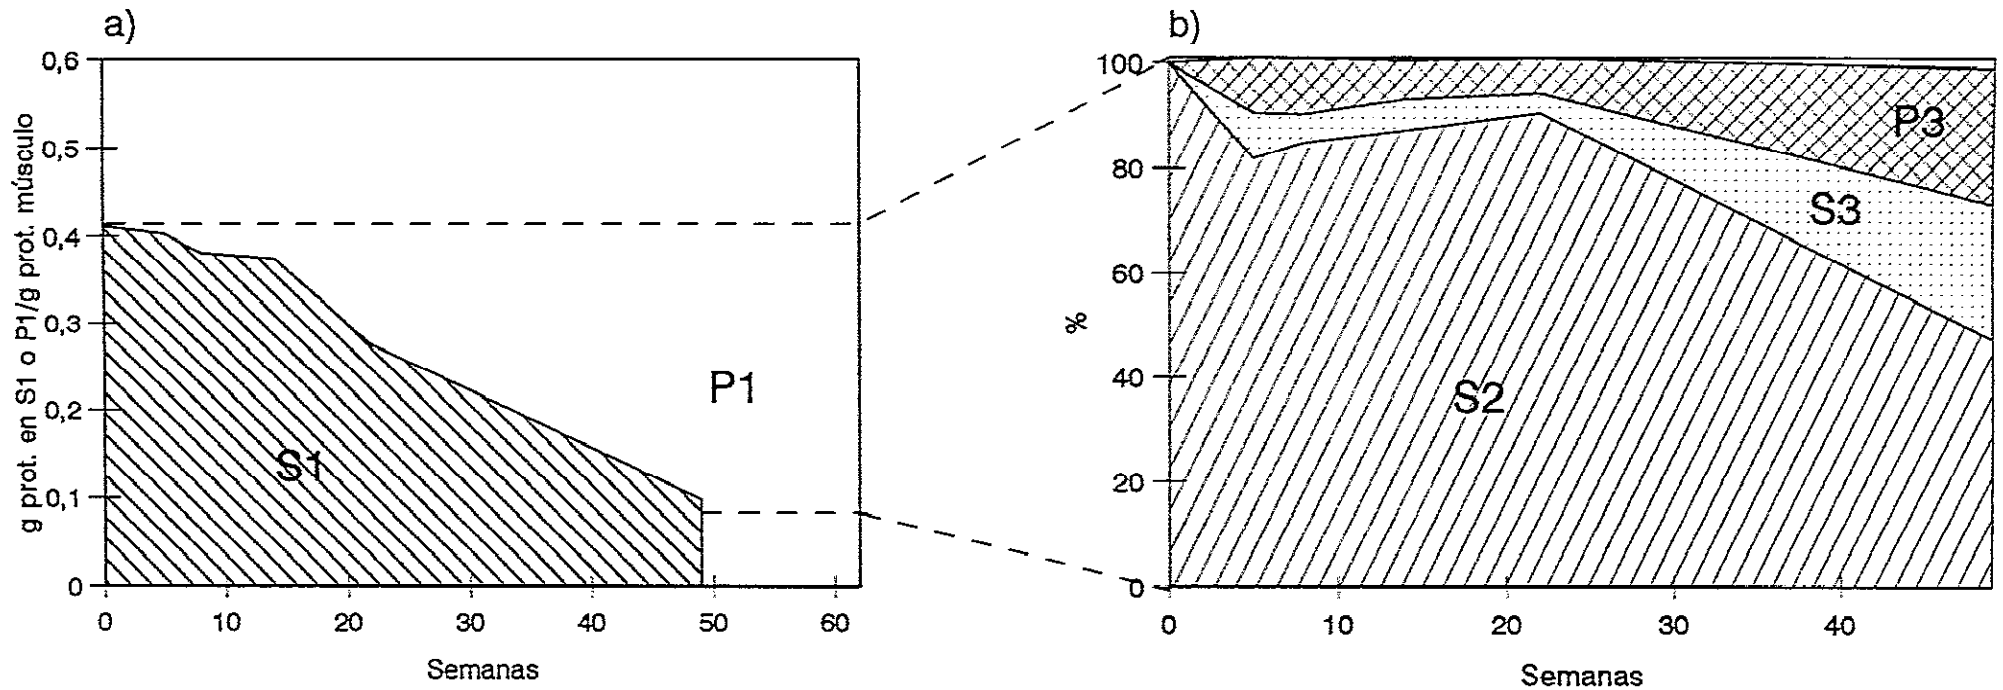 a)
0,6
0,5
0,4
0,3
0,2
0,1
0
g prot. en S1 o P1/g prot. músculo
S1
P1
0 10 20 30 40 50 60
Semanas
b)
100
80
60
40
20
0
%
P3
S3
S2
0 10 20 30 40
Semanas